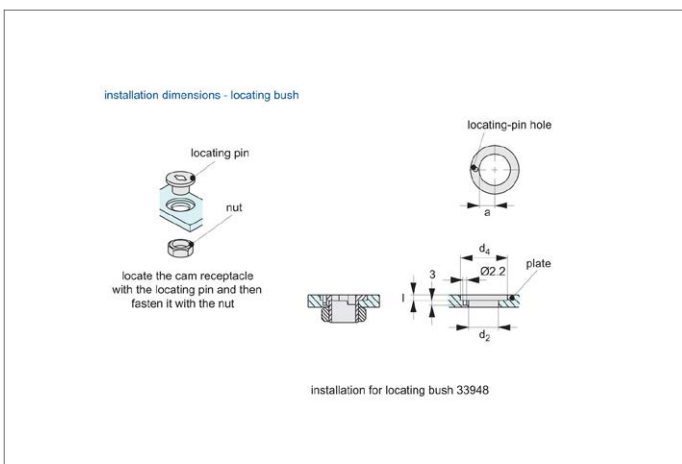 installation dimensions - locating bush
locating-pin hole
locating pin
a
nut
d4
plate
3
Ø2.2
l
locate the cam receptacle
with the locating pin and then
fasten it with the nut
d2
installation for locating bush 33948